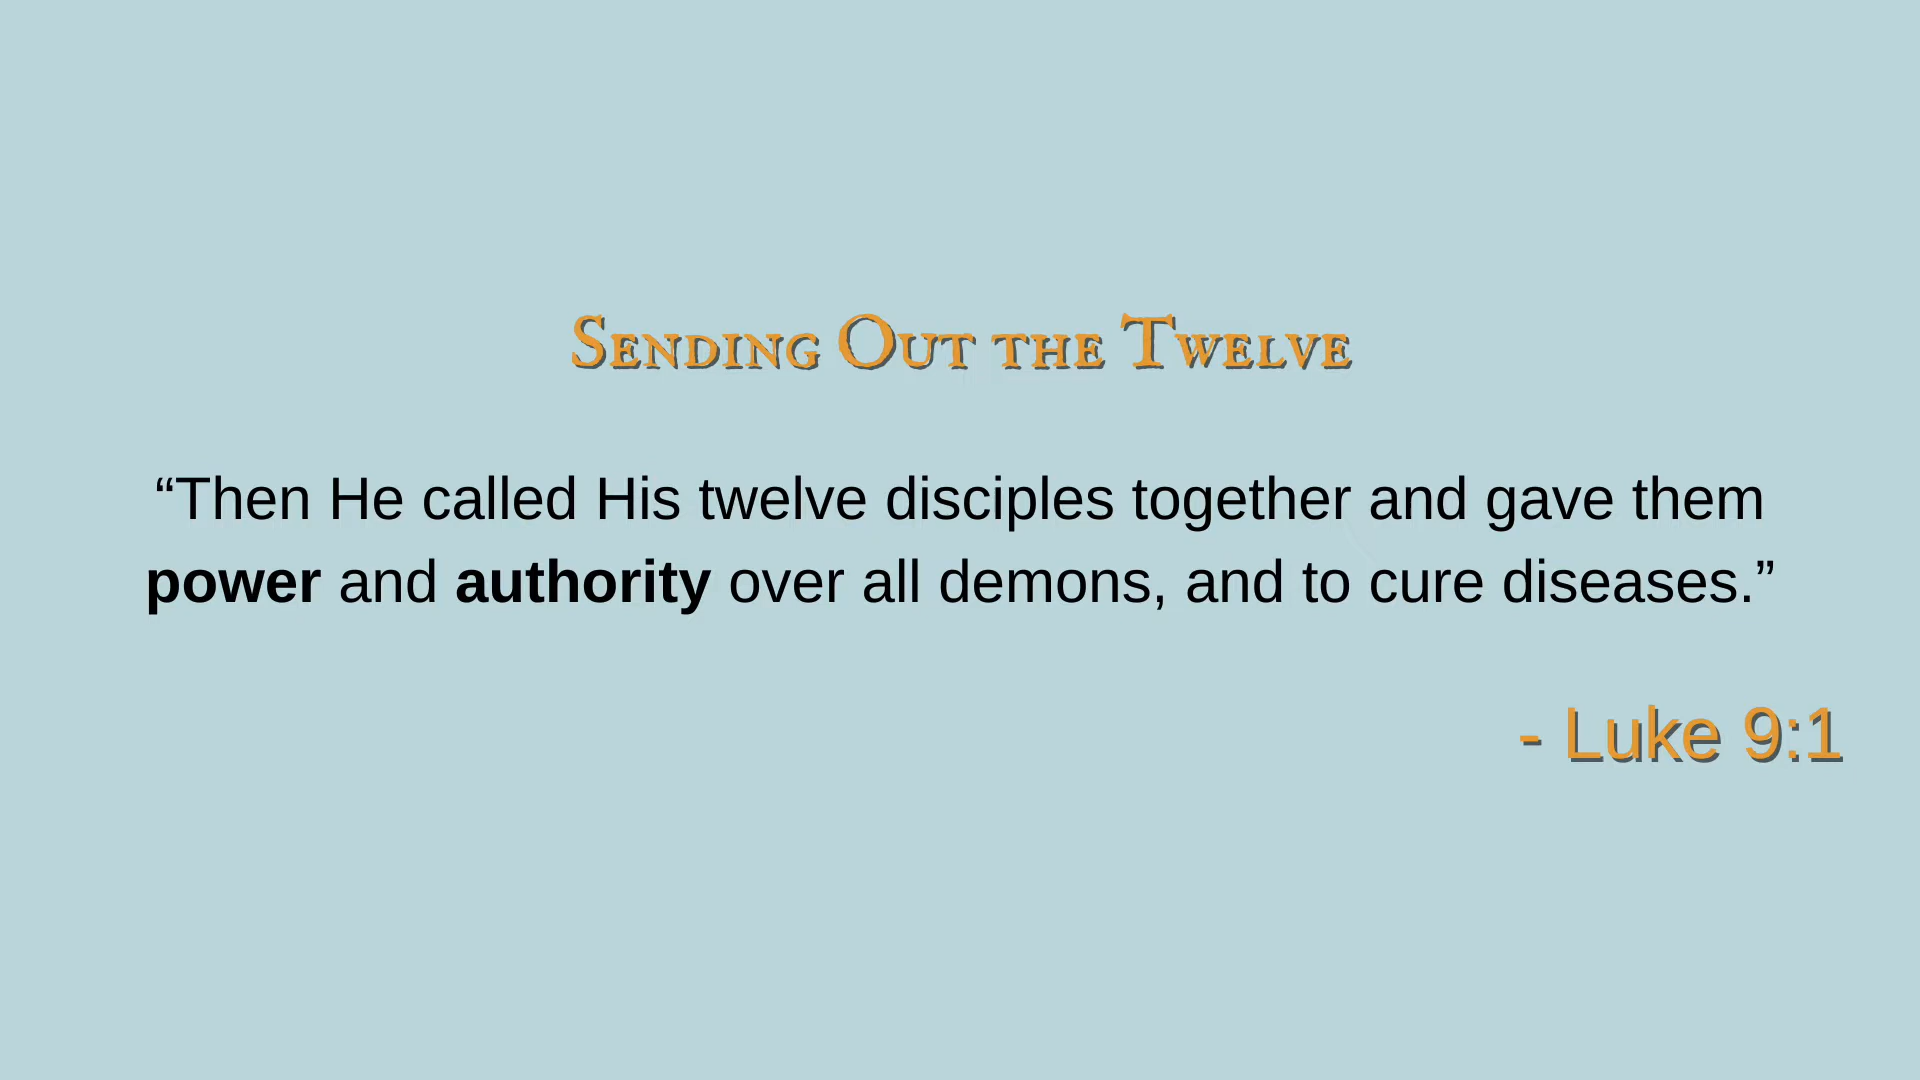 Sending Out the Twelve
“Then He called His twelve disciples together and gave them
power and authority over all demons, and to cure diseases.”
- Luke 9:1